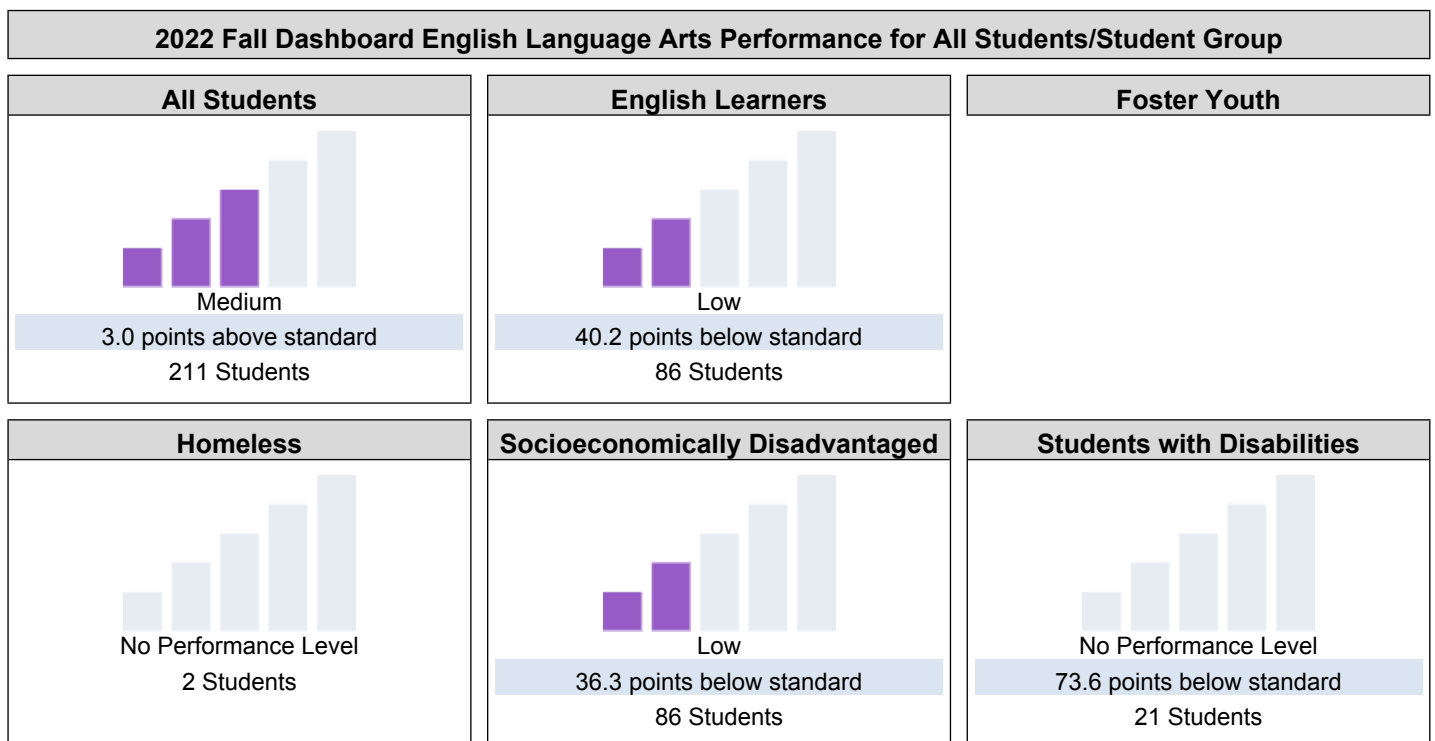 2022 Fall Dashboard English Language Arts Performance for All Students/Student Group
All Students
Medium
3.0 points above standard
211 Students
English Learners
Low
40.2 points below standard
86 Students
Foster Youth
Homeless
No Performance Level
2 Students
Socioeconomically Disadvantaged
Low
36.3 points below standard
86 Students
Students with Disabilities
No Performance Level
73.6 points below standard
21 Students